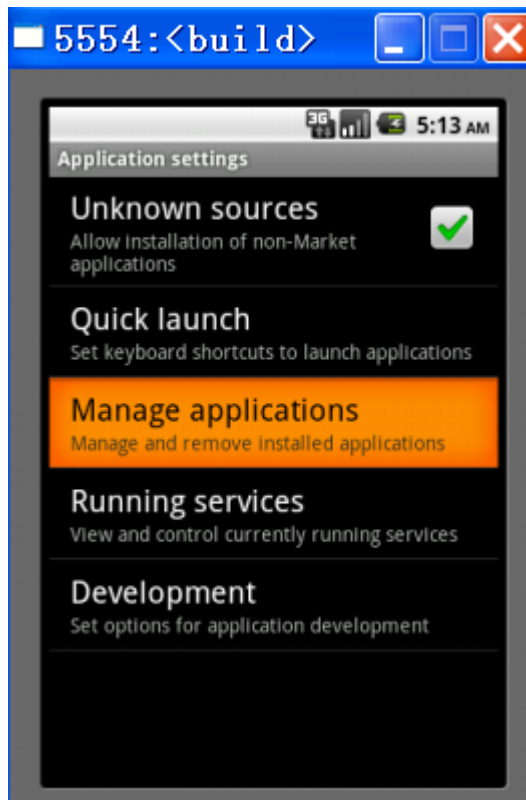 5554:<build>
3G 5:13 AM
Application settings
Unknown sources
Allow installation of non-Market
applications
Quick launch
Set keyboard shortcuts to launch applications
Manage applications
Manage and remove installed applications
Running services
View and control currently running services
Development
Set options for application development